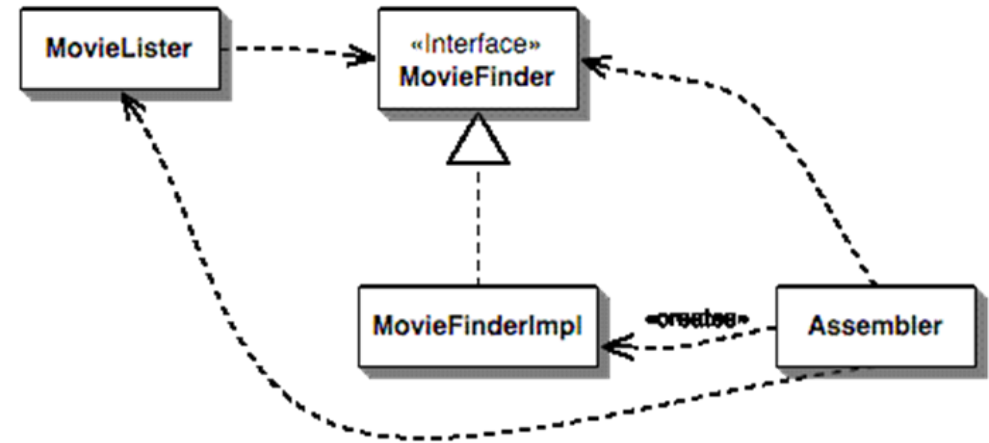 MovieLister
«Interface»
MovieFinder
MovieFinderImpl
«creates»
Assembler